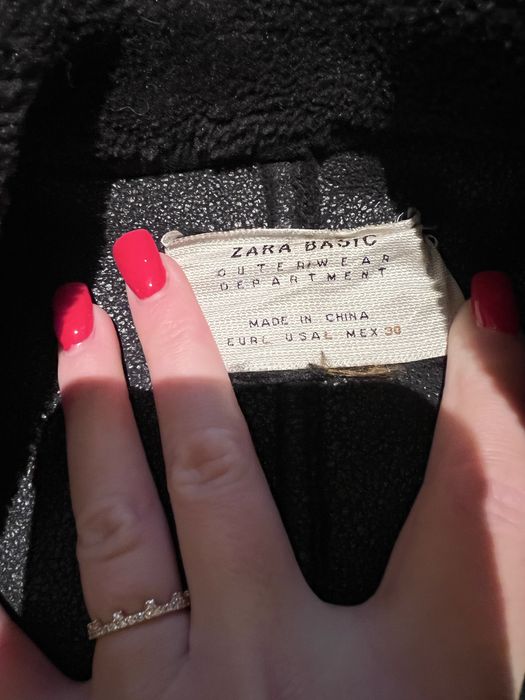 ZARA BASIC
OUTERWEAR
DEPARTMENT
MADE IN CHINA
EUR L USA L MEX 30